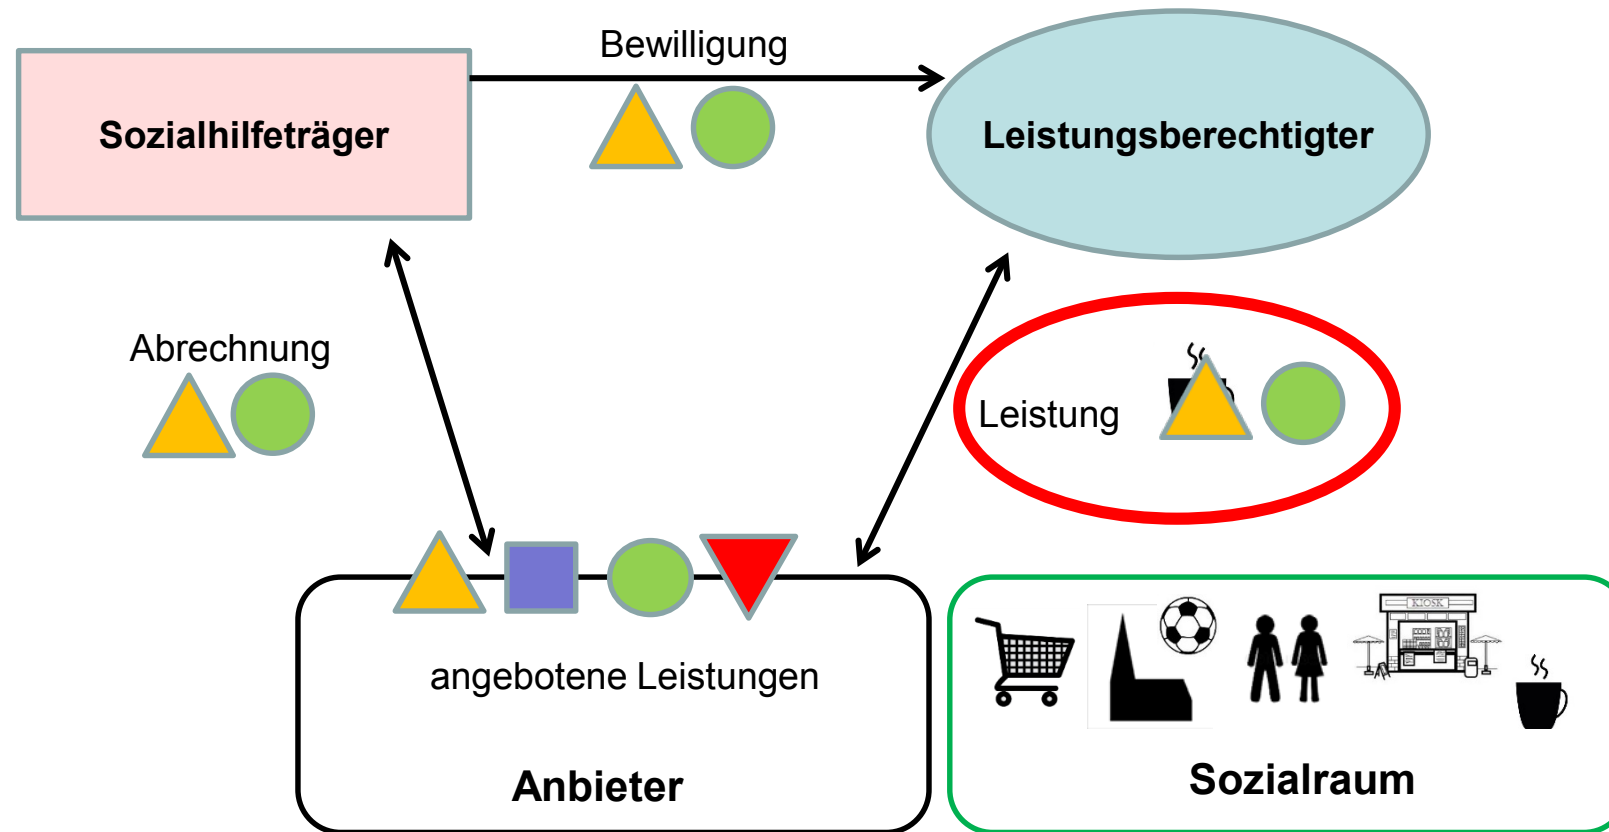 Bewilligung
Sozialhilfeträger
Leistungsberechtigter
Abrechnung
Leistung
KIOSK
angebotene Leistungen
Anbieter
Sozialraum